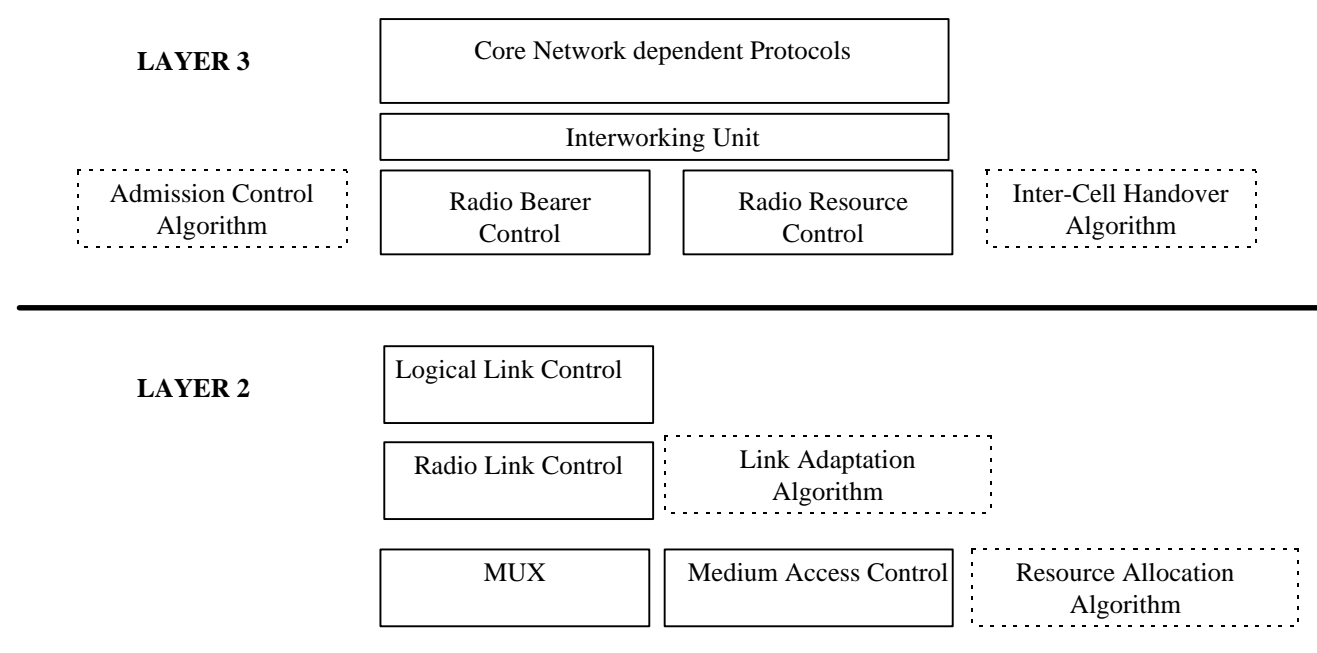 LAYER 3
Core Network dependent Protocols
Interworking Unit
Admission Control
Algorithm
Radio Bearer
Control
Radio Resource
Control
Inter-Cell Handover
Algorithm
LAYER 2
Logical Link Control
Radio Link Control
Link Adaptation
Algorithm
MUX
Medium Access Control
Resource Allocation
Algorithm